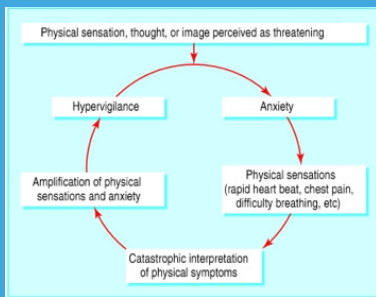 Physical sensation, thought, or image perceived as threatening
Hypervigilance
Anxiety
Amplification of physical
sensations and anxiety
Physical sensations
(rapid heart beat, chest pain,
difficulty breathing, etc)
Catastrophic interpretation
of physical symptoms